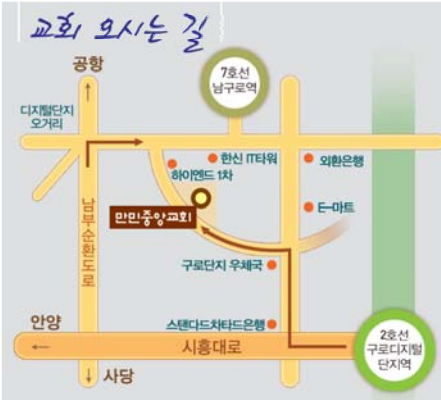 교회 오시는 길
공항
7호선
남구로역
디지털단지
오거리
한신 IT타워
하이엔드 1차
외환은행
E-마트
만민중앙교회
남부순환도로
구로단지 우체국
스탠다드차타드은행
안양
시흥대로
2호선
구로디지털
단지역
사당